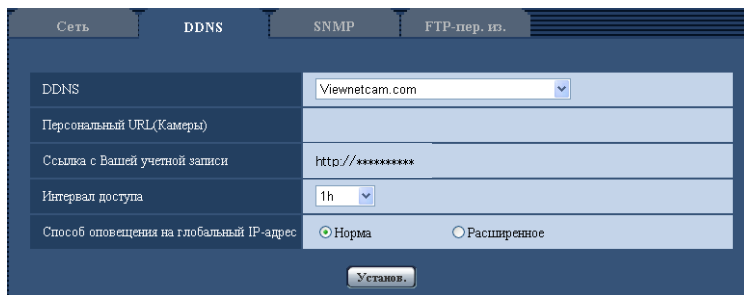 Сеть DDNS SNMP FTP-пер. из.
DDNS Viewnetcam.com
Персональный URL(Камеры)
Ссылка с Вашей учетной записи http://**********
Интервал доступа 1h
Способ оповещения на глобальный IP-адрес Норма Расширенное
Установ.